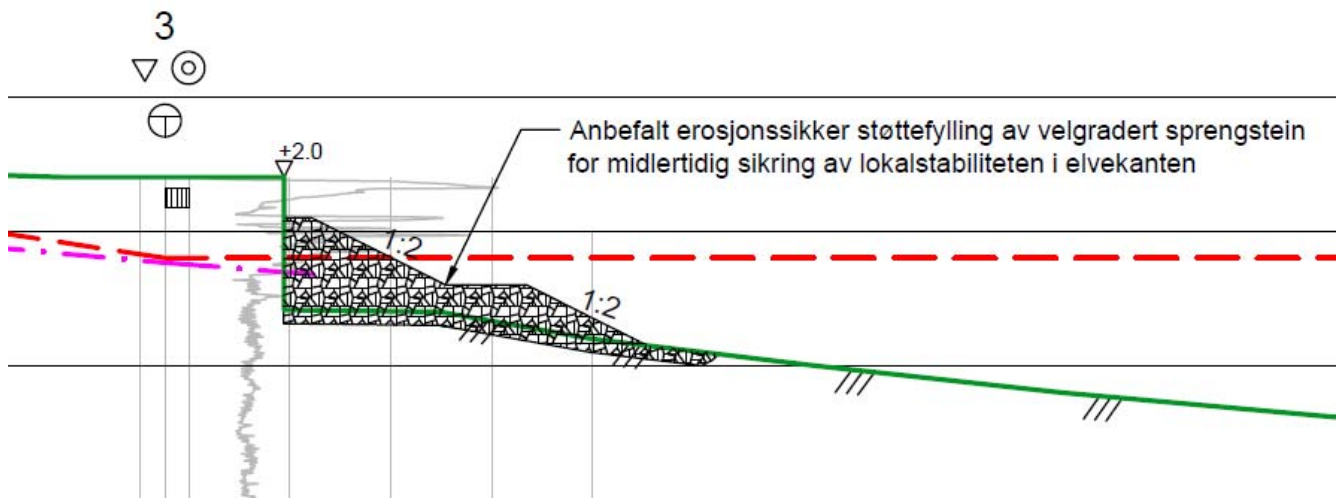 3
+2.0
Anbefalt erosjonssikker støttefylling av velgradert sprengstein
for midlertidig sikring av lokalstabiliteten i elvekanten
1:2
1:2